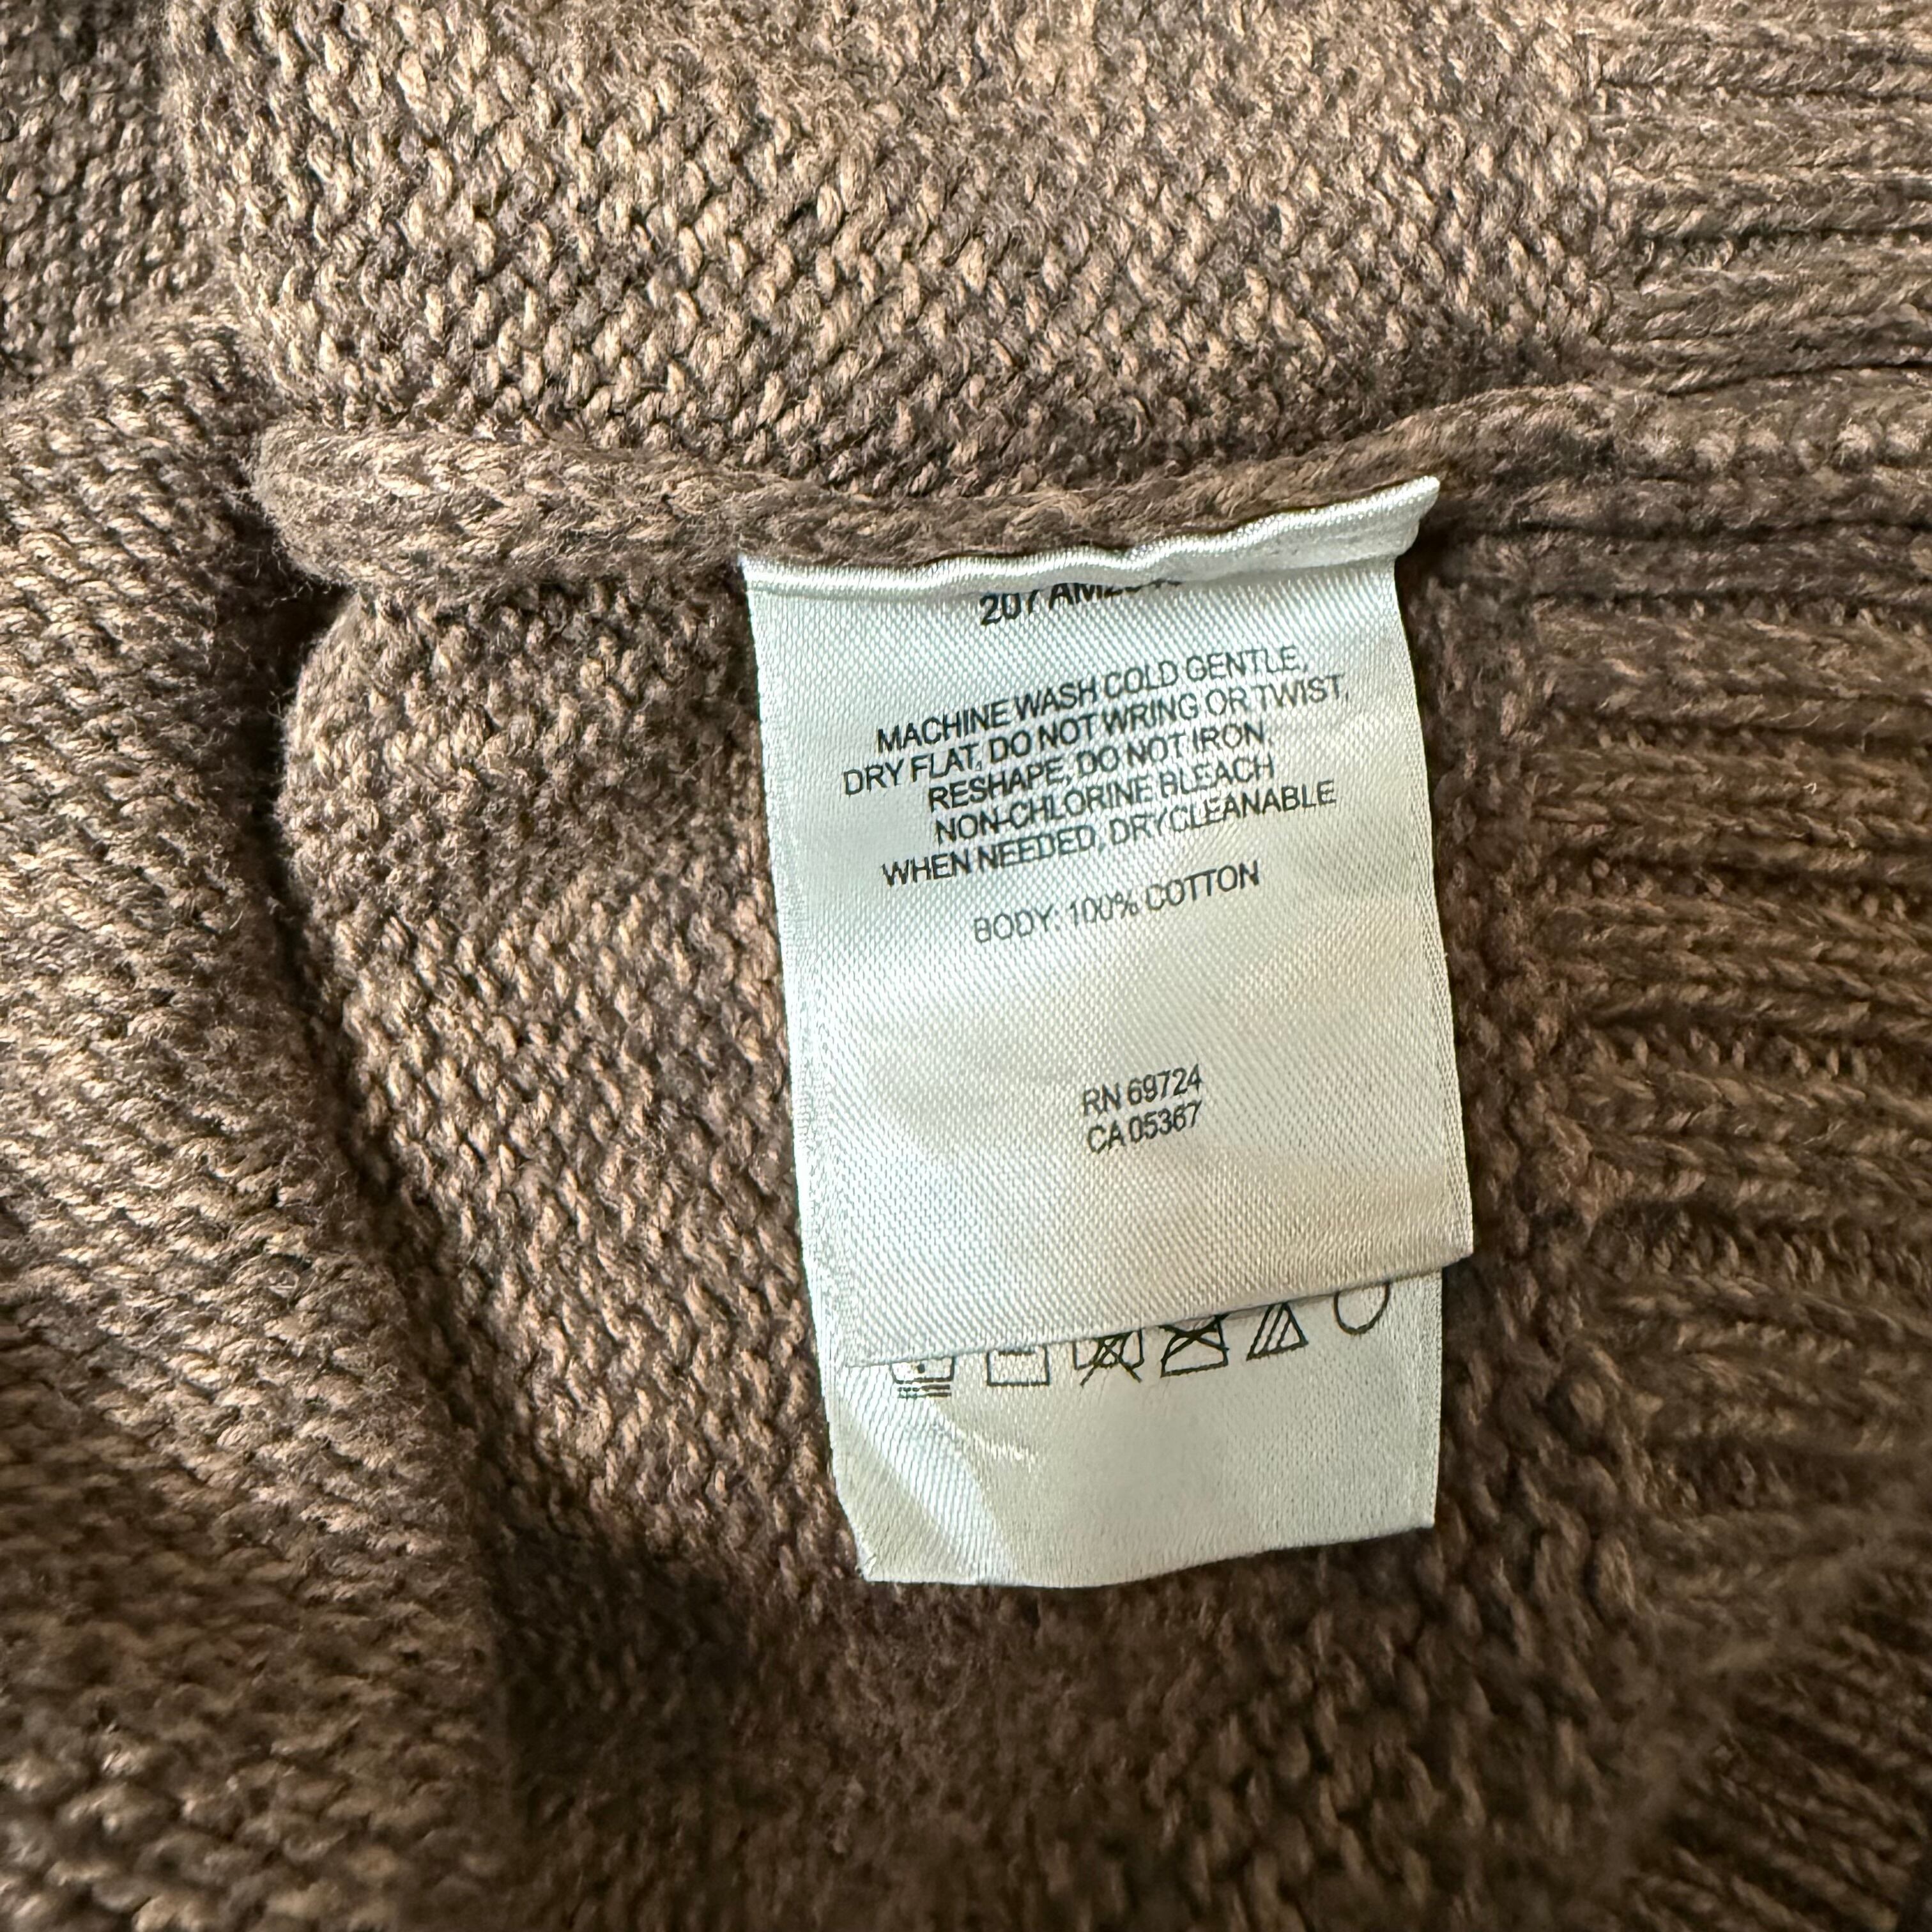 207
MACHINE WASH COLD GENTLE,
DRY FLAT, DO NOT WRING OR TWIST,
RESHAPE, DO NOT IRON,
NON-CHLORINE BLEACH
WHEN NEEDED, DRYCLEANABLE
BODY: 100% COTTON
RN 69724
CA 05367